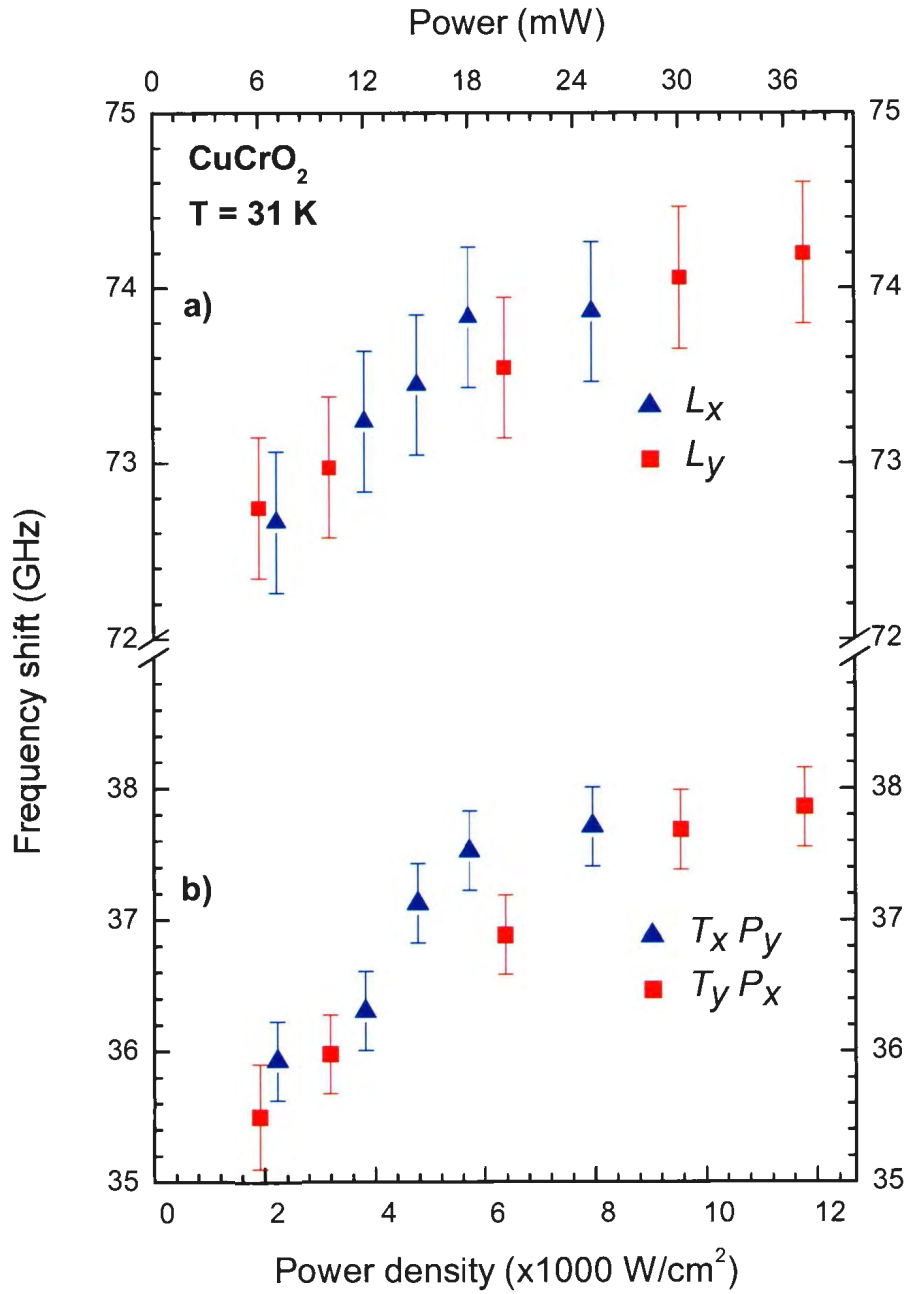 Power (mW)
0 6 12 18 24 30 36
75 75
CuCrO₂
T = 31 K
74 74
a)
Lx
Ly
73 73
72 72
Frequency shift (GHz)
38 38
b)
37 37
Tx Py
Ty Px
36 36
35 35
0 2 4 6 8 10 12
Power density (x1000 W/cm²)